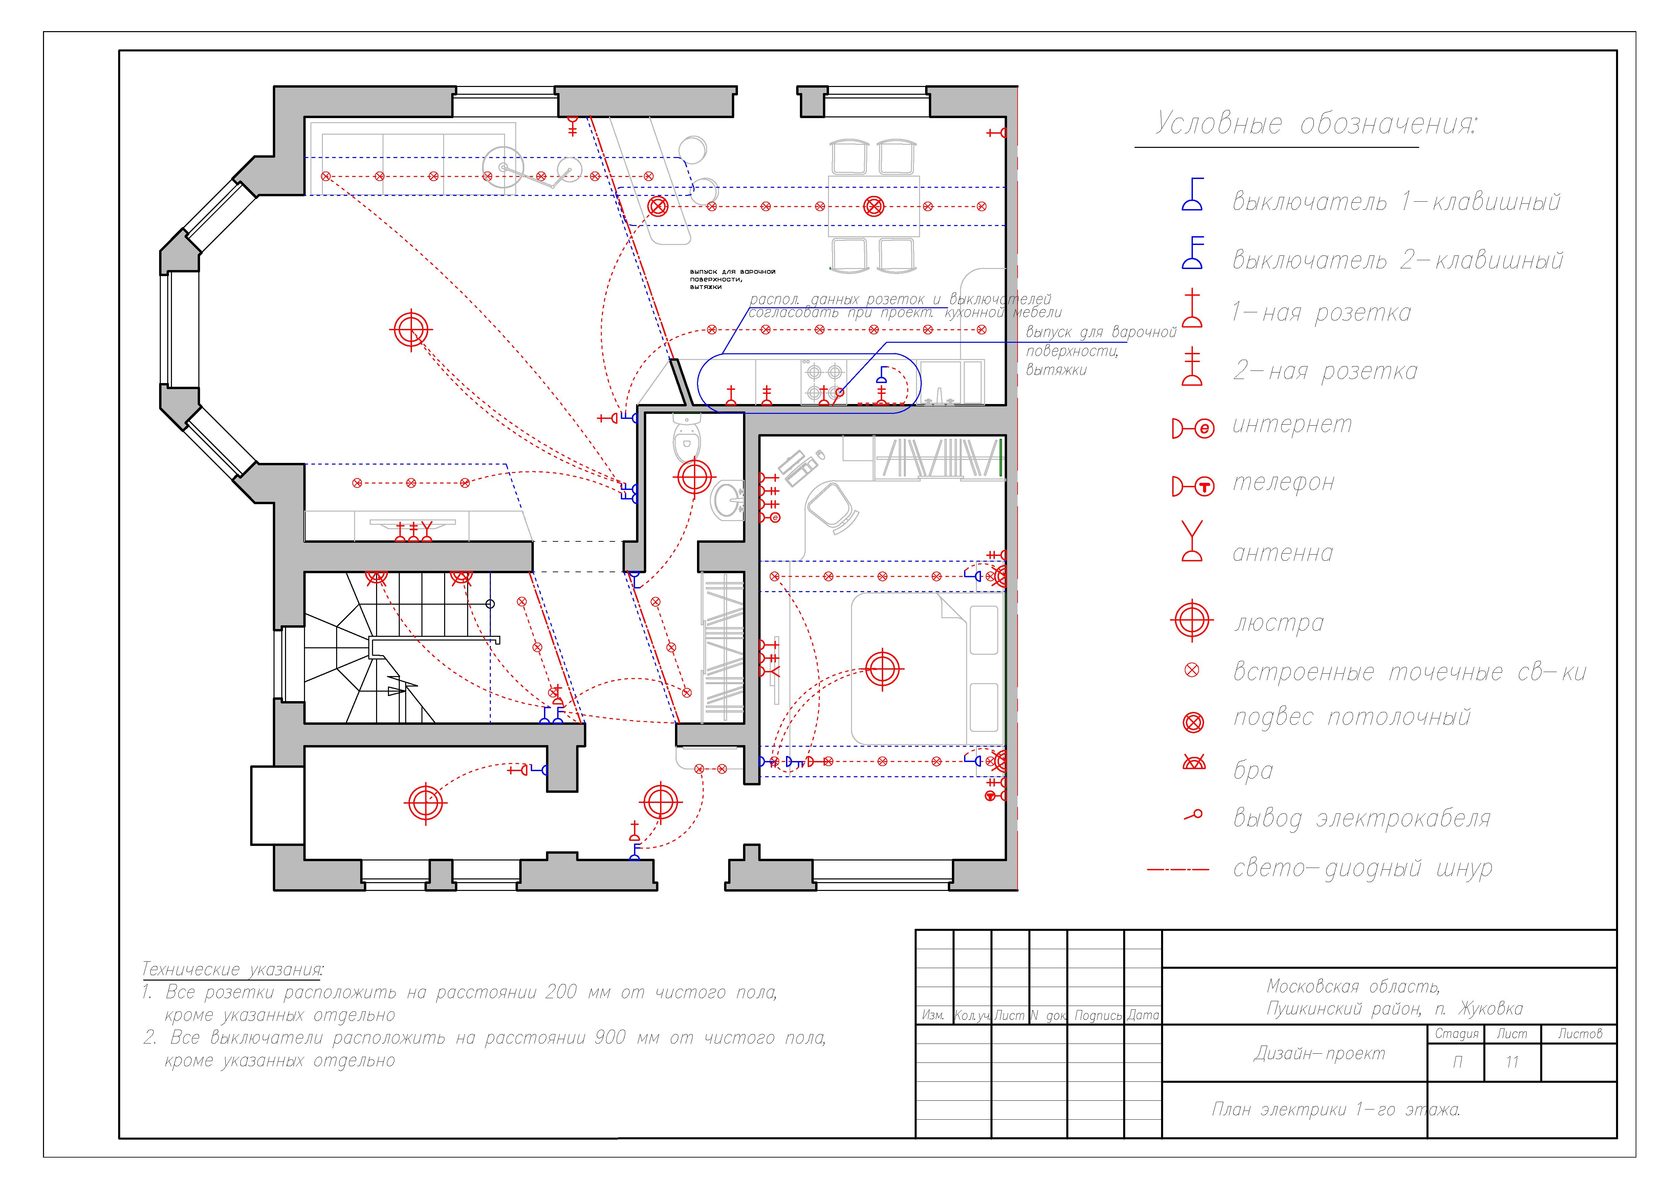 Условные обозначения:
выключатель 1-клавишный
выключатель 2-клавишный
1-ная розетка
2-ная розетка
интернет
телефон
антенна
люстра
встроенные точечные св-ки
подвес потолочный
бра
вывод электрокабеля
свето-диодный шнур
выпуск для варочной
поверхности,
вытяжки
распол. данных розеток и выключателей
согласовать при проект. кухонной мебели
выпуск для варочной
поверхности,
вытяжки
Технические указания:
1. Все розетки расположить на расстоянии 200 мм от чистого пола,
кроме указанных отдельно
2. Все выключатели расположить на расстоянии 900 мм от чистого пола,
кроме указанных отдельно
Изм. Кол.уч Лист N док Подпись Дата
Московская область,
Пушкинский район, п. Жуковка
Дизайн-проект
Стадия Лист Листов
П 11
План электрики 1-го этажа.